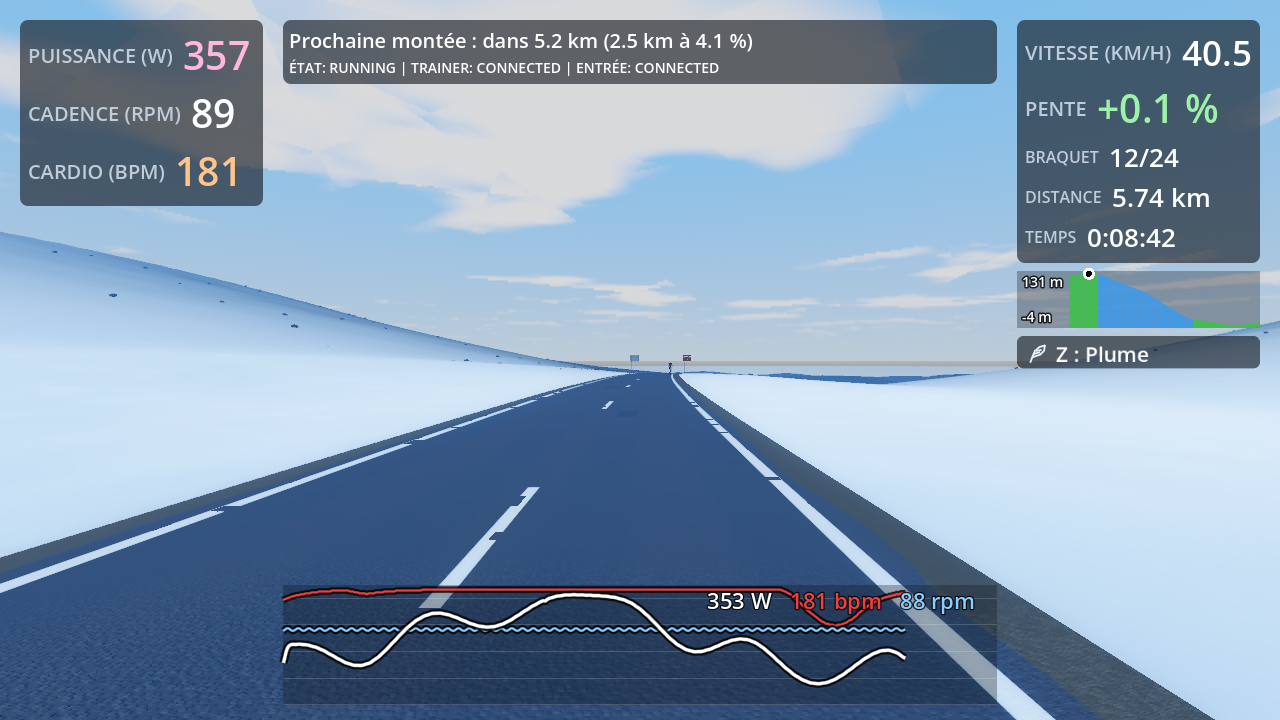 PUISSANCE (W) 357
CADENCE (RPM) 89
CARDIO (BPM) 181
Prochaine montée : dans 5.2 km (2.5 km à 4.1 %)
ÉTAT: RUNNING | TRAINER: CONNECTED | ENTRÉE: CONNECTED
VITESSE (KM/H) 40.5
PENTE +0.1 %
BRAQUET 12/24
DISTANCE 5.74 km
TEMPS 0:08:42
131 m
-4 m
Z : Plume
353 W 181 bpm 88 rpm